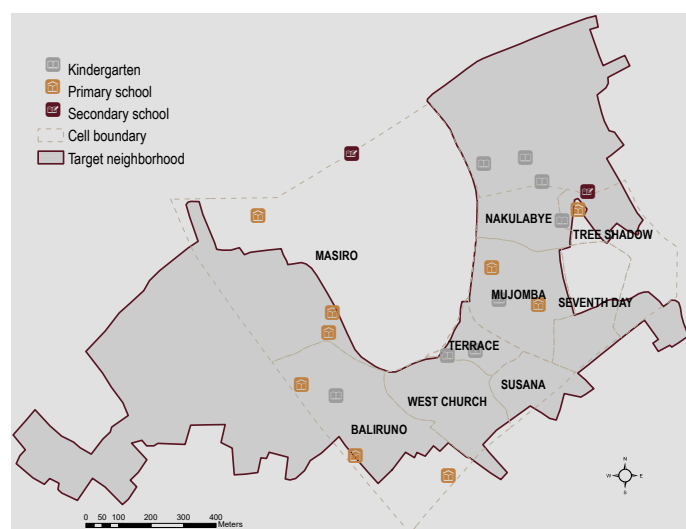 Kindergarten
Primary school
Secondary school
Cell boundary
Target neighborhood
NAKULABYE
TREE SHADOW
MASIRO
MUJOMBA
SEVENTH DAY
TERRACE
SUSANA
WEST CHURCH
BALIRUNO
N
W E
S
0 50 100 200 300 400
Meters